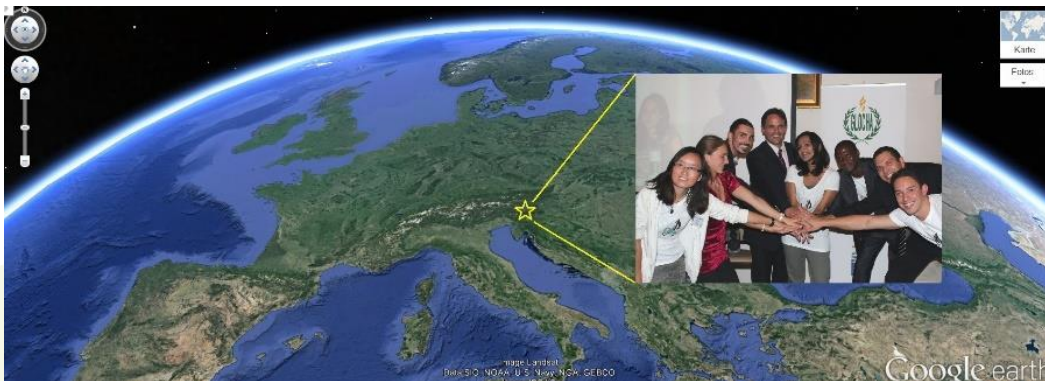 N
Karte
Fotos
GLOCHA
Image Landsat
Data SIO, NOAA, U.S. Navy, NGA, GEBCO
Google earth